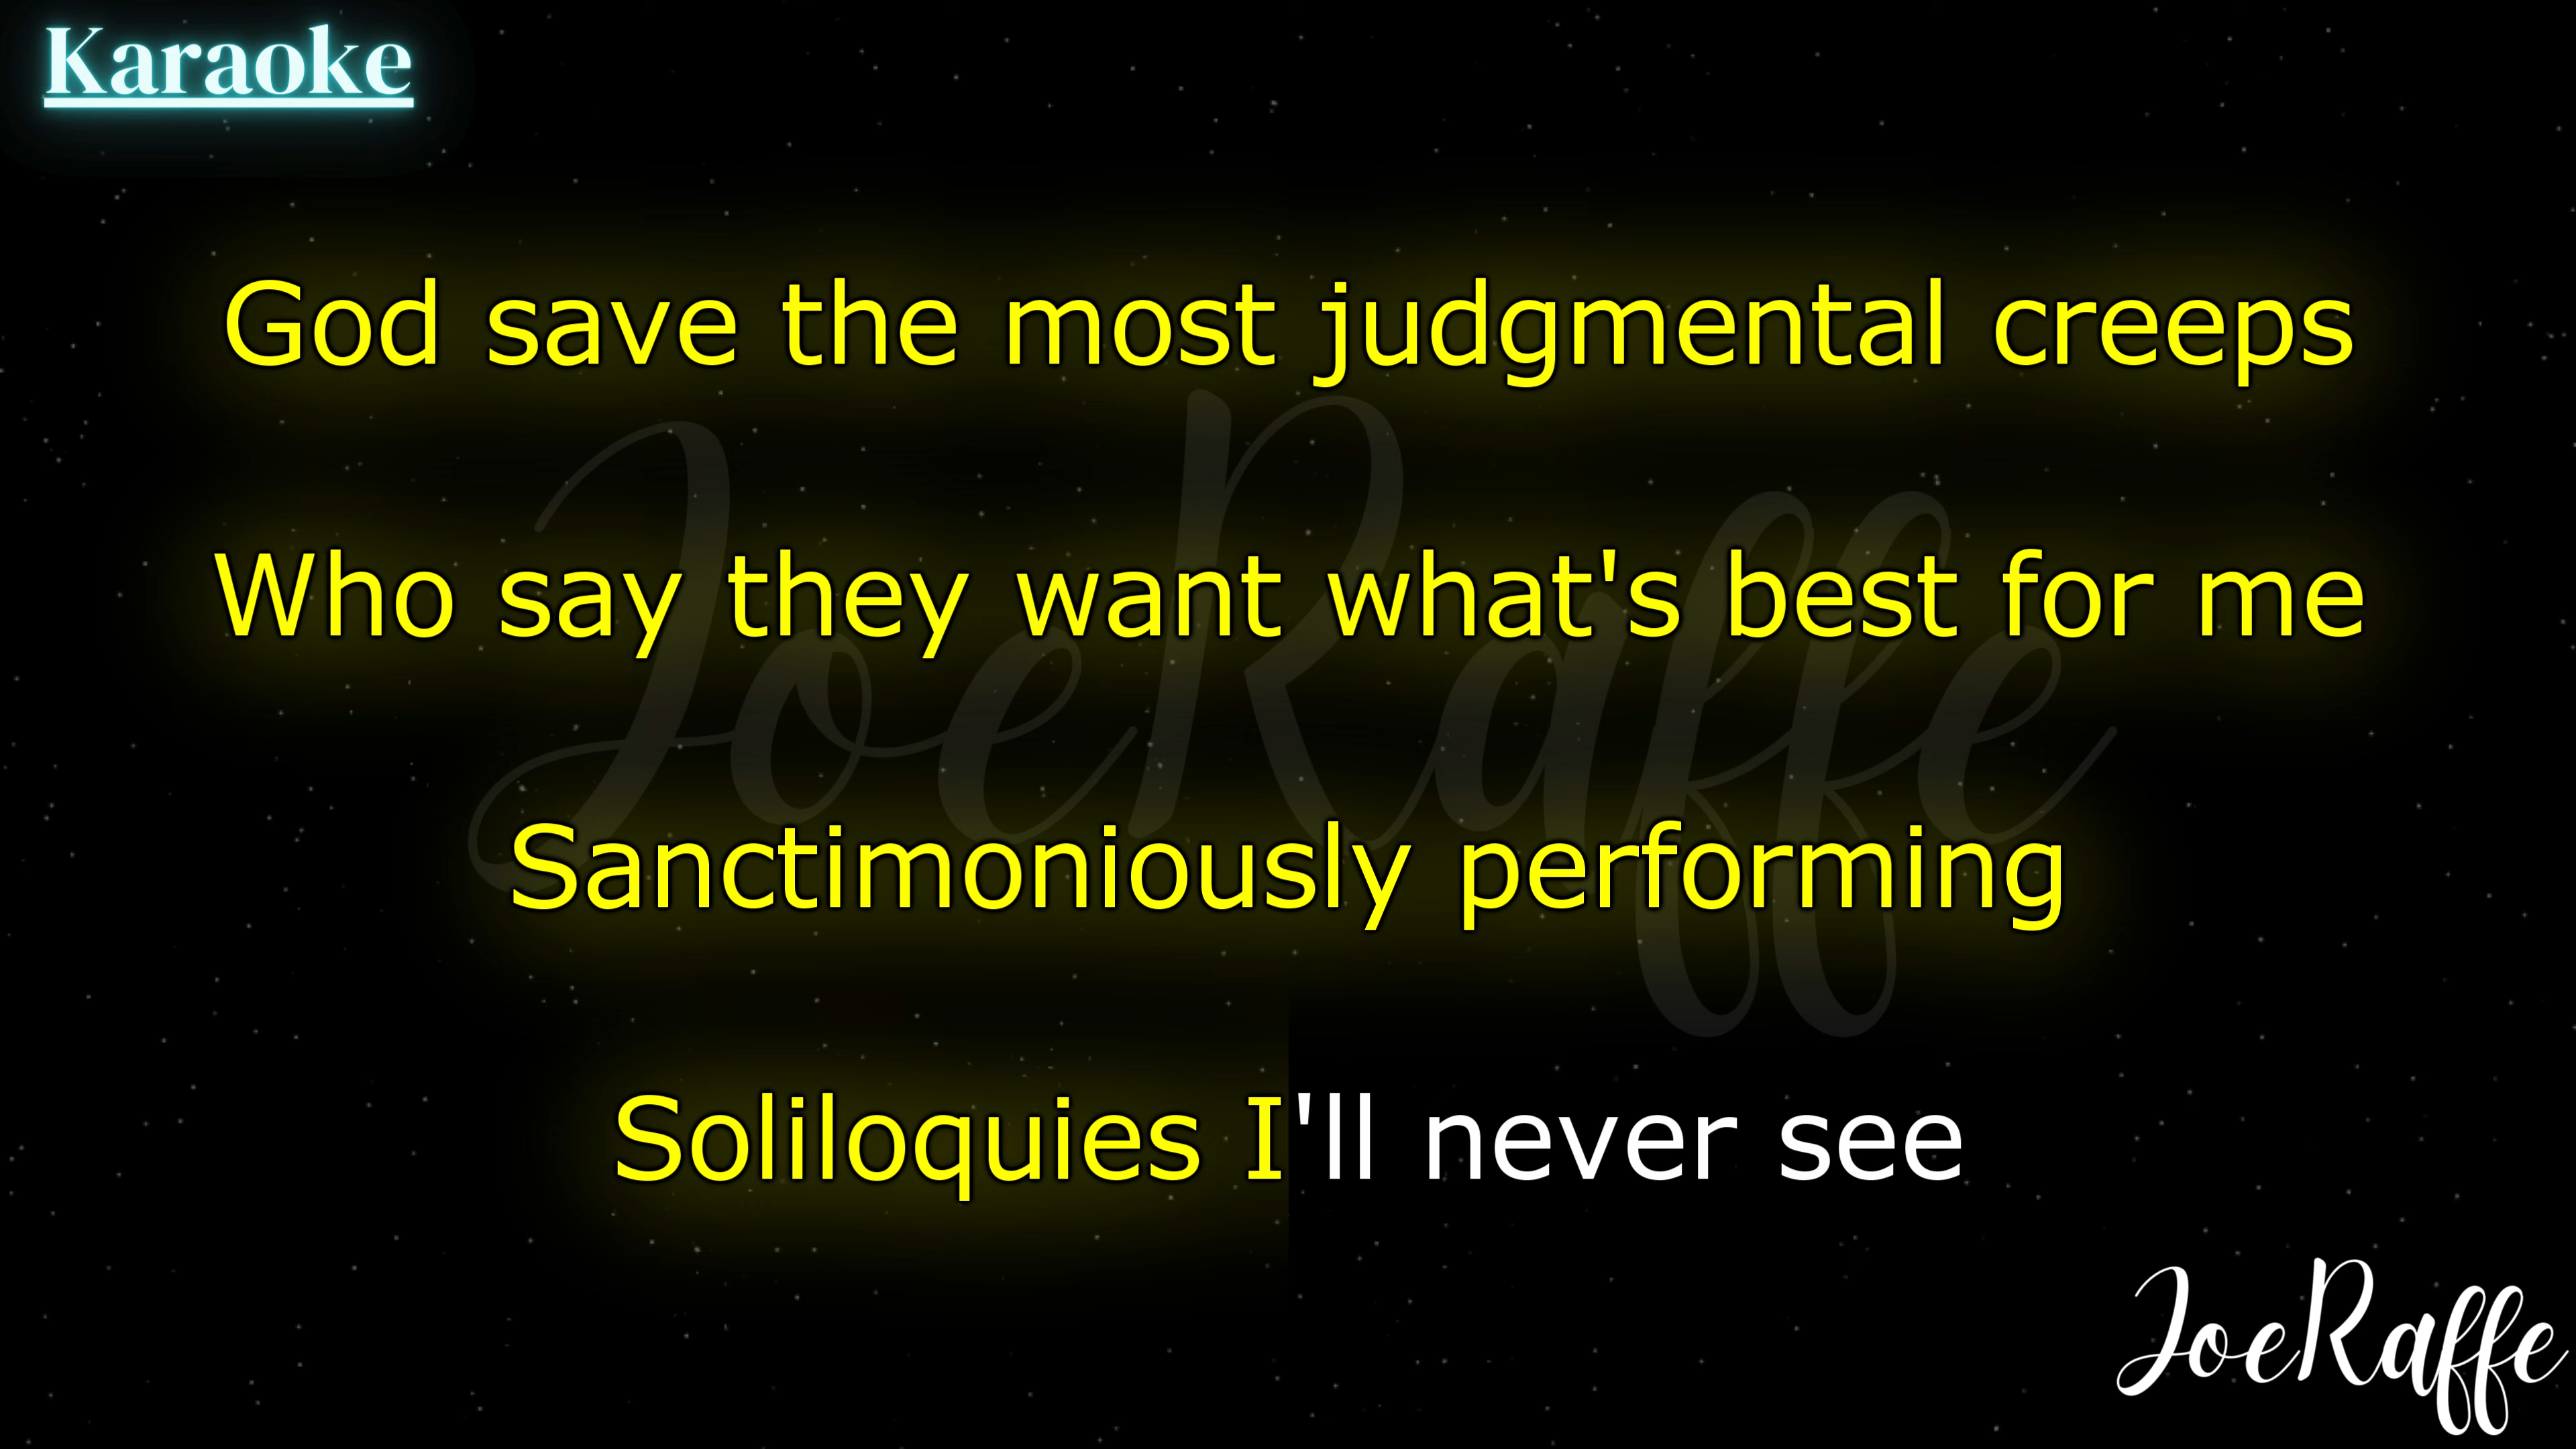 Karaoke
God save the most judgmental creeps
Who say they want what's best for me
Sanctimoniously performing
Soliloquies I'll never see
JoeRaffe
JoeRaffe